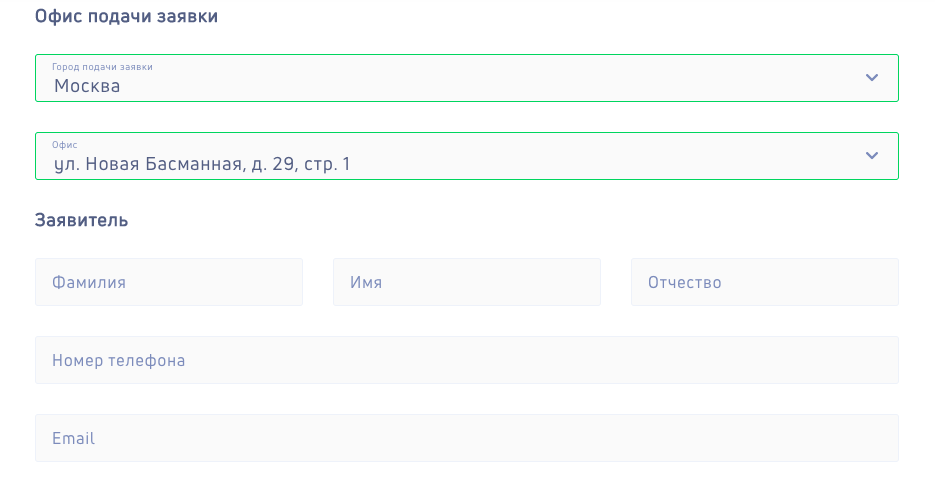 Офис подачи заявки
Город подачи заявки
Москва
Офис
ул. Новая Басманная, д. 29, стр. 1
Заявитель
Фамилия Имя Отчество
Номер телефона
Email